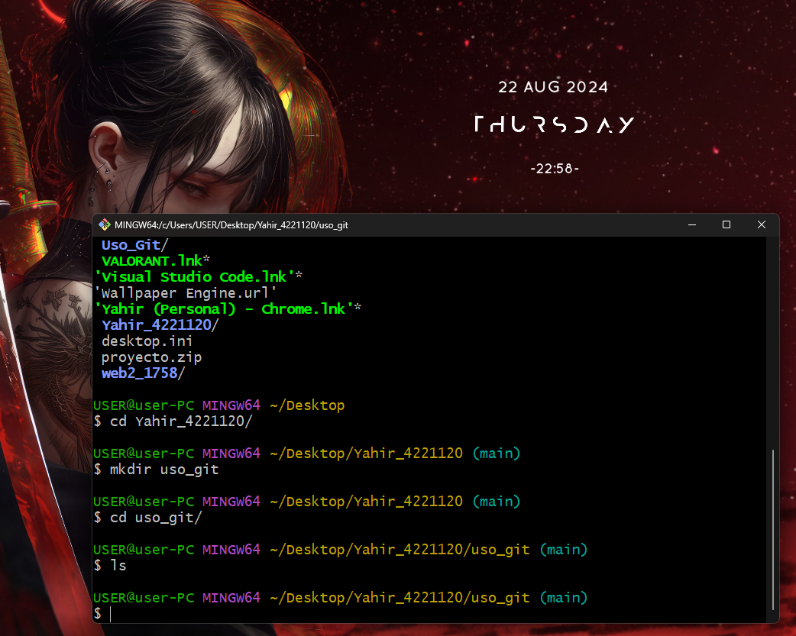 22 AUG 2024
THURSDAY
-22:58-
MINGW64:/c/Users/USER/Desktop/Yahir_4221120/uso_git
Uso_Git/
VALORANT.lnk*
'Visual Studio Code.lnk'*
'Wallpaper Engine.url'
'Yahir (Personal) - Chrome.lnk'*
Yahir_4221120/
desktop.ini
proyecto.zip
web2_1758/
USER@user-PC MINGW64 ~/Desktop
$ cd Yahir_4221120/
USER@user-PC MINGW64 ~/Desktop/Yahir_4221120 (main)
$ mkdir uso_git
USER@user-PC MINGW64 ~/Desktop/Yahir_4221120 (main)
$ cd uso_git/
USER@user-PC MINGW64 ~/Desktop/Yahir_4221120/uso_git (main)
$ ls
USER@user-PC MINGW64 ~/Desktop/Yahir_4221120/uso_git (main)
$